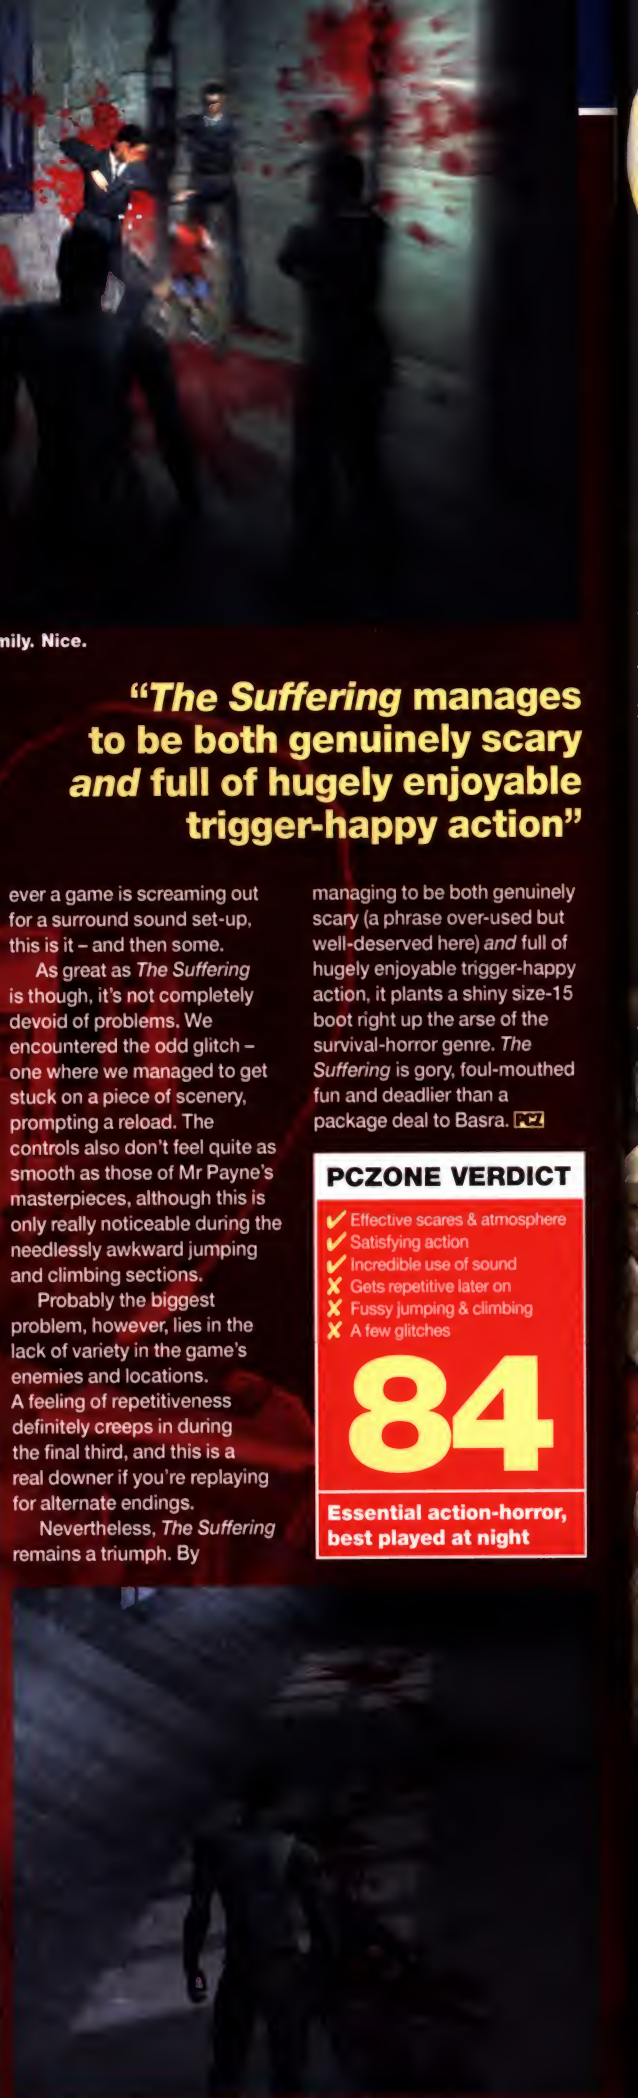 mily. Nice.
“The Suffering manages
to be both genuinely scary
and full of hugely enjoyable
trigger-happy action”
ever a game is screaming out
for a surround sound set-up,
this is it – and then some.
As great as The Suffering
is though, it's not completely
devoid of problems. We
encountered the odd glitch –
one where we managed to get
stuck on a piece of scenery,
prompting a reload. The
controls also don't feel quite as
smooth as those of Mr Payne's
masterpieces, although this is
only really noticeable during the
needlessly awkward jumping
and climbing sections.
Probably the biggest
problem, however, lies in the
lack of variety in the game's
enemies and locations.
A feeling of repetitiveness
definitely creeps in during
the final third, and this is a
real downer if you're replaying
for alternate endings.
Nevertheless, The Suffering
remains a triumph. By
managing to be both genuinely
scary (a phrase over-used but
well-deserved here) and full of
hugely enjoyable trigger-happy
action, it plants a shiny size-15
boot right up the arse of the
survival-horror genre. The
Suffering is gory, foul-mouthed
fun and deadlier than a
package deal to Basra. PCZ
PCZONE VERDICT
✓ Effective scares & atmosphere
✓ Satisfying action
✓ Incredible use of sound
✗ Gets repetitive later on
✗ Fussy jumping & climbing
✗ A few glitches
84
Essential action-horror,
best played at night